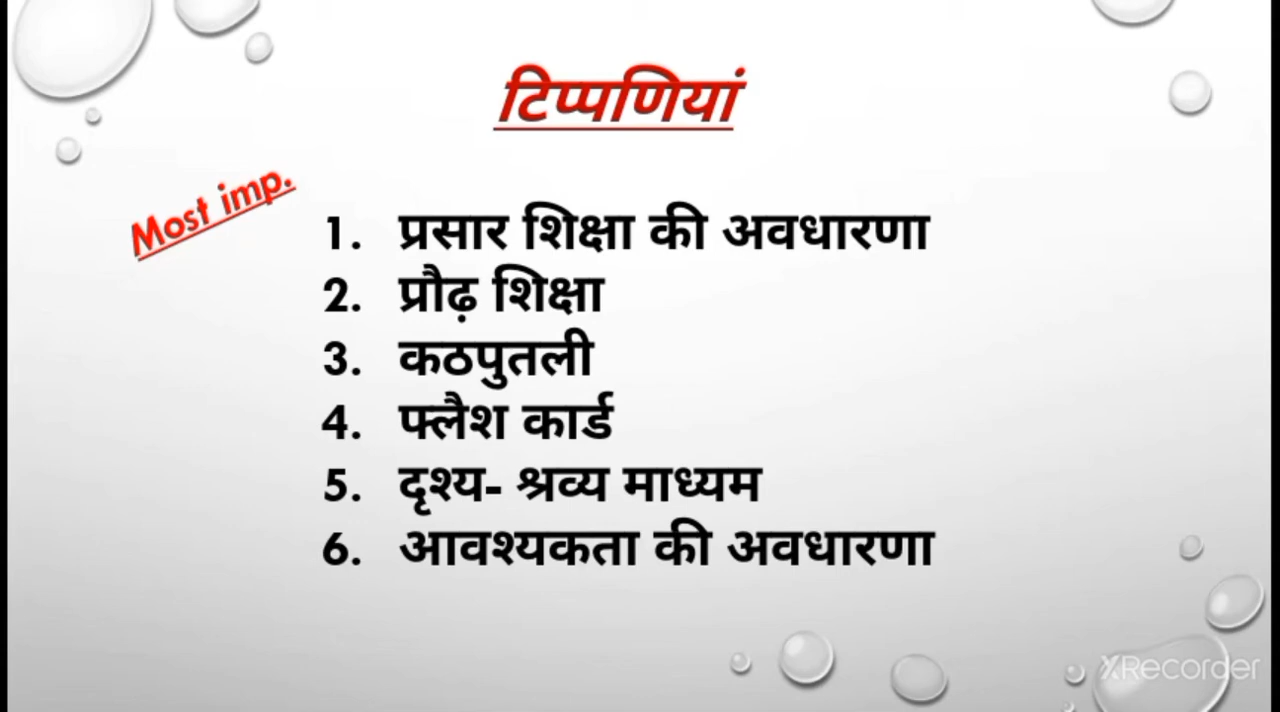 टिप्पणियां
Most imp.
1. प्रसार शिक्षा की अवधारणा
2. प्रौढ़ शिक्षा
3. कठपुतली
4. फ्लैश कार्ड
5. दृश्य- श्रव्य माध्यम
6. आवश्यकता की अवधारणा
XRecorder